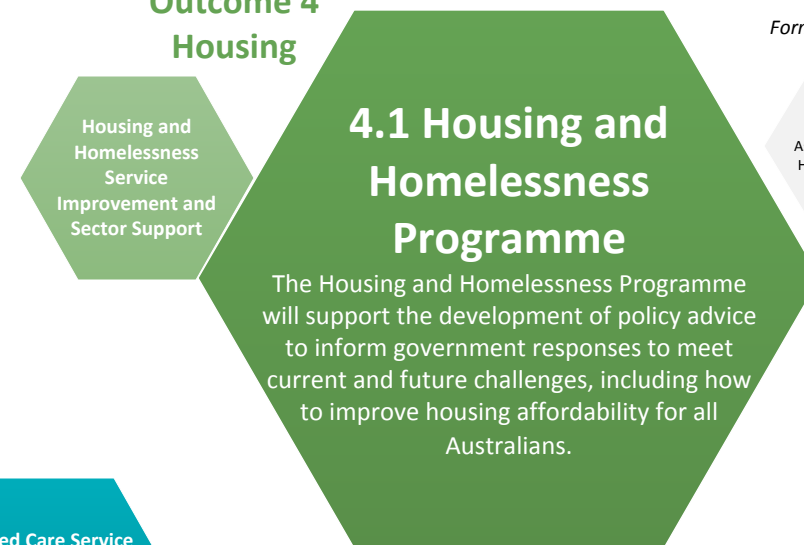 Outcome 4
Housing
Housing and
Homelessness
Service
Improvement and
Sector Support
4.1 Housing and
Homelessness
Programme
The Housing and Homelessness Programme
will support the development of policy advice
to inform government responses to meet
current and future challenges, including how
to improve housing affordability for all
Australians.
Care Service